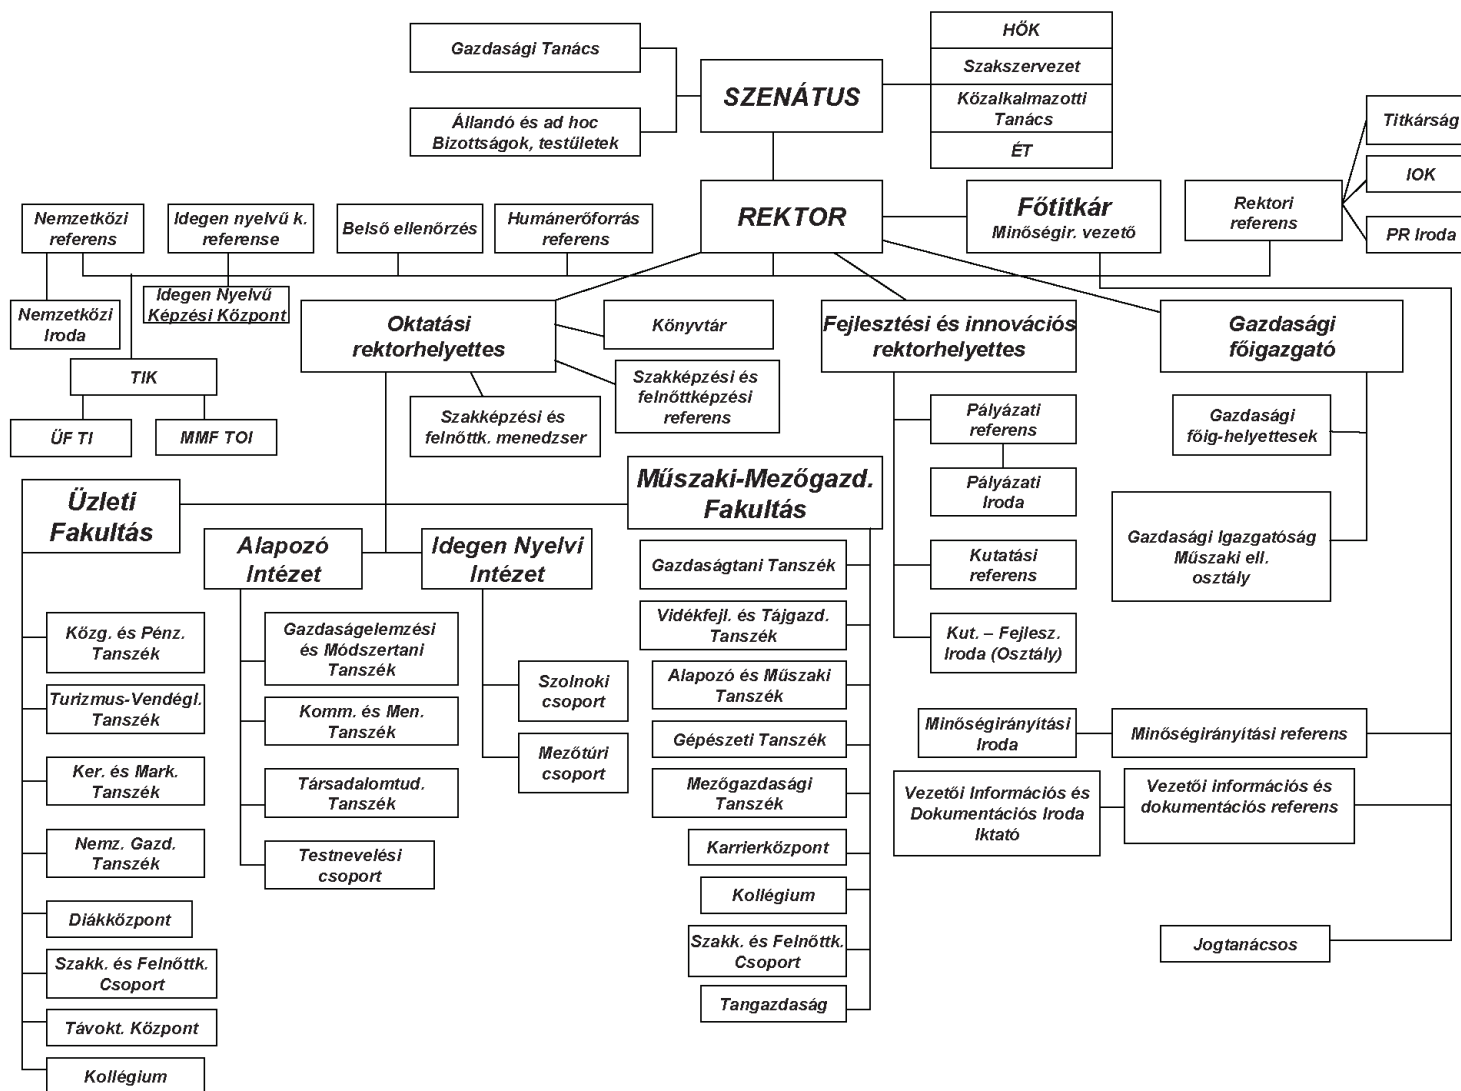 Gazdasági Tanács
Állandó és ad hoc
Bizottságok, testületek
SZENÁTUS
HŐK
Szakszervezet
Közalkalmazotti
Tanács
ÉT
Titkárság
IOK
PR Iroda
Nemzetközi
referens
Idegen nyelvű k.
referense
Belső ellenőrzés
Humánerőforrás
referens
REKTOR
Főtitkár
Minőségir. vezető
Rektori
referens
Nemzetközi
Iroda
Idegen Nyelvű
Képzési Központ
Oktatási
rektorhelyettes
Könyvtár
Fejlesztési és innovációs
rektorhelyettes
Gazdasági
főigazgató
TIK
ÜF TI
MMF TOI
Szakképzési és
felnőttk. menedzser
Szakképzési és
felnőttképzési
referens
Pályázati
referens
Pályázati
Iroda
Kutatási
referens
Kut. – Fejlesz.
Iroda (Osztály)
Gazdasági
főig-helyettesek
Gazdasági Igazgatóság
Műszaki ell.
osztály
Üzleti
Fakultás
Műszaki-Mezőgazd.
Fakultás
Alapozó
Intézet
Idegen Nyelvi
Intézet
Közg. és Pénz.
Tanszék
Turizmus-Vendégl.
Tanszék
Ker. és Mark.
Tanszék
Nemz. Gazd.
Tanszék
Diákközpont
Szakk. és Felnőttk.
Csoport
Távokt. Központ
Kollégium
Gazdaságelemzési
és Módszertani
Tanszék
Komm. és Men.
Tanszék
Társadalomtud.
Tanszék
Testnevelési
csoport
Szolnoki
csoport
Mezőtúri
csoport
Gazdaságtani Tanszék
Vidékfejl. és Tájgazd.
Tanszék
Alapozó és Műszaki
Tanszék
Gépészeti Tanszék
Mezőgazdasági
Tanszék
Karrierközpont
Kollégium
Szakk. és Felnőttk.
Csoport
Tangazdaság
Minőségirányítási
Iroda
Minőségirányítási referens
Vezetői Információs és
Dokumentációs Iroda
Iktató
Vezetői információs és
dokumentációs referens
Jogtanácsos